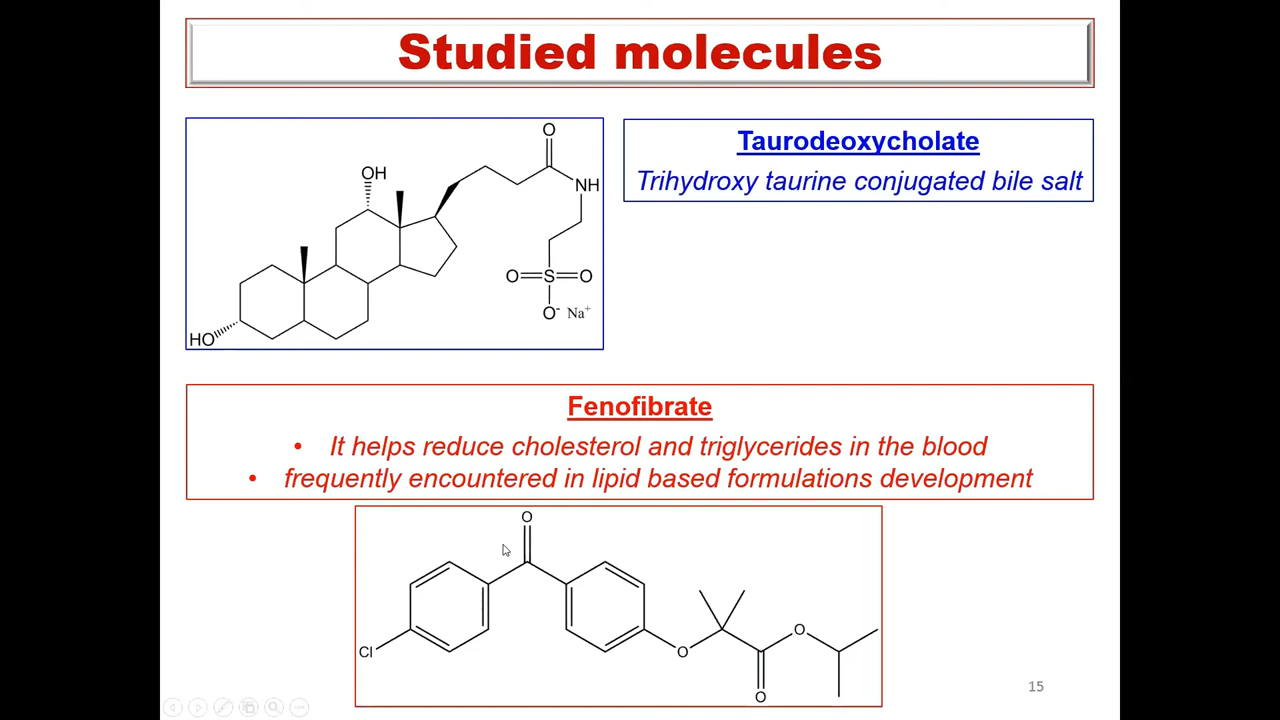 Studied molecules
Taurodeoxycholate
Trihydroxy taurine conjugated bile salt
O
OH
NH
O S O
O- Na+
HO
Fenofibrate
• It helps reduce cholesterol and triglycerides in the blood
• frequently encountered in lipid based formulations development
O
O
Cl
O
O
15